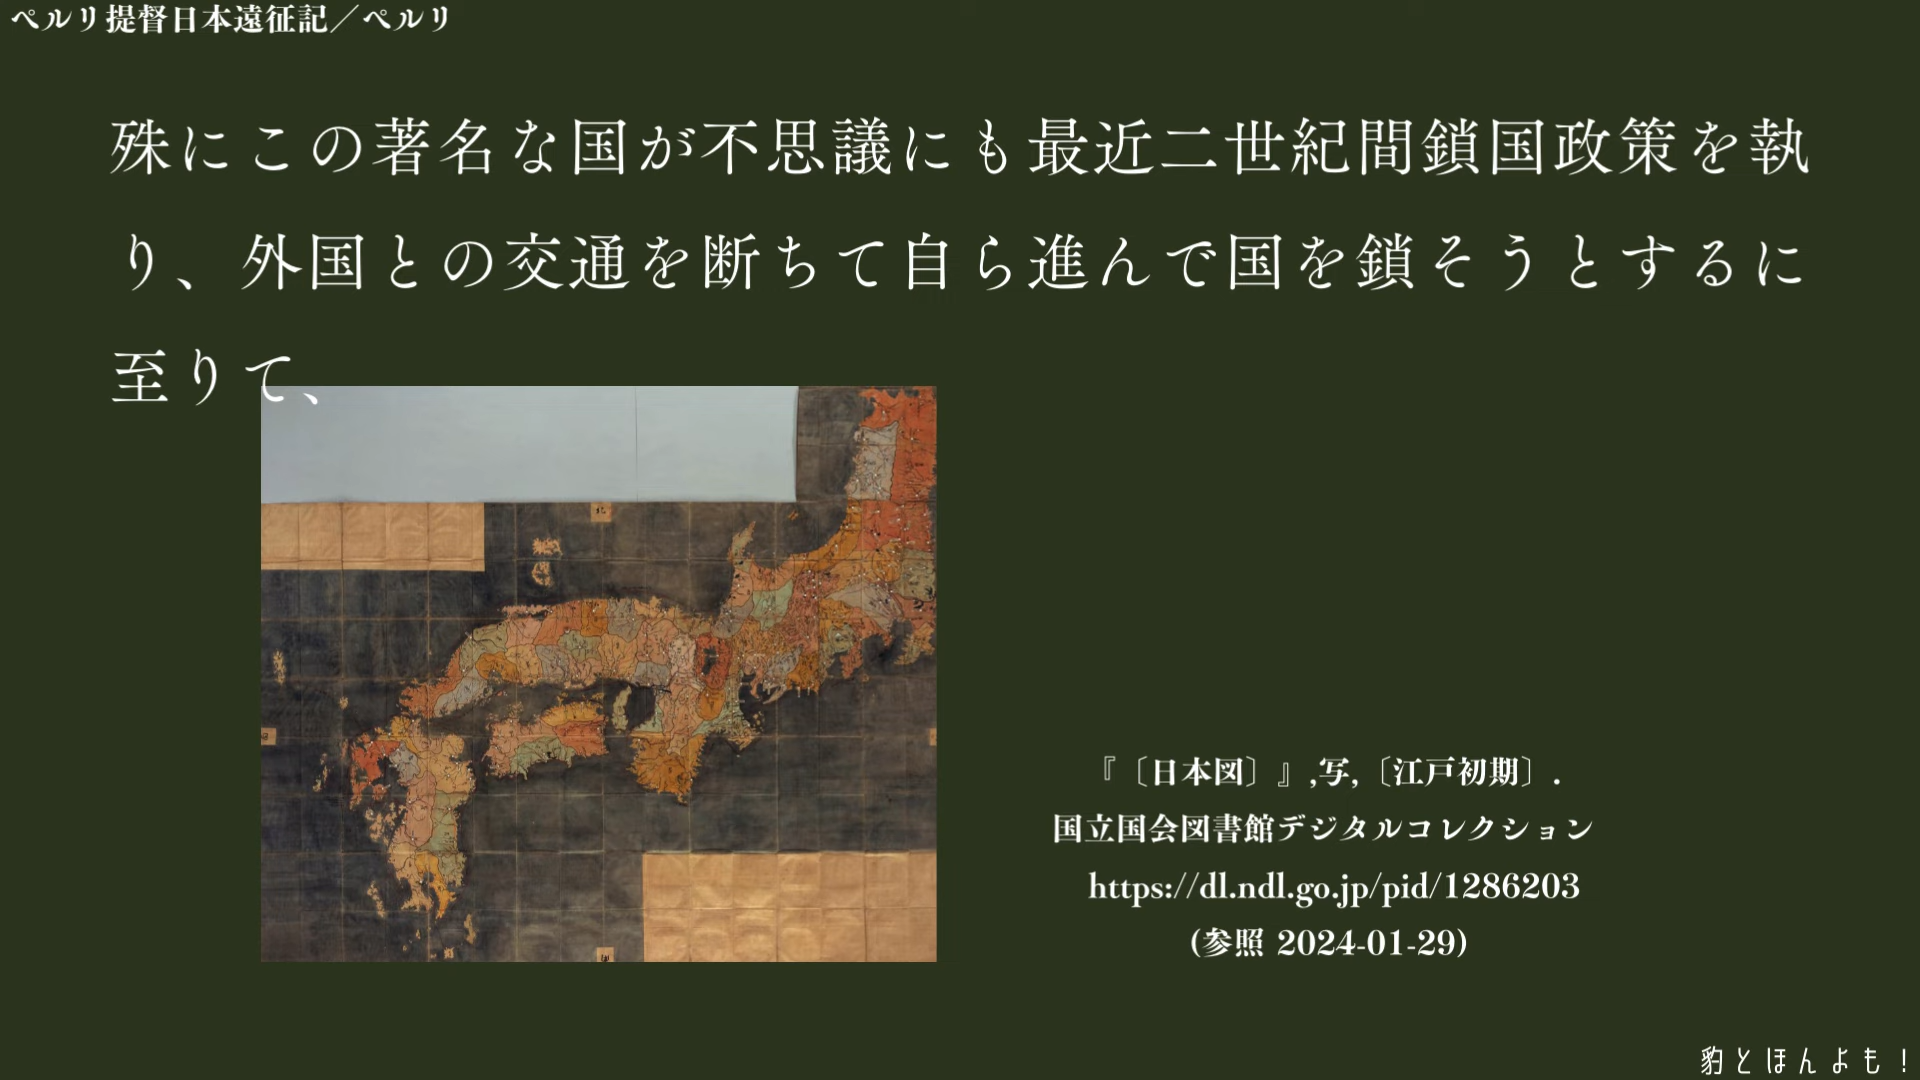 ペルリ提督日本遠征記／ペルリ
殊にこの著名な国が不思議にも最近二世紀間鎖国政策を執
り、外国との交通を断ちて自ら進んで国を鎖そうとするに
至りて、
北
『〔日本図〕』,写,〔江戸初期〕.
国立国会図書館デジタルコレクション
https://dl.ndl.go.jp/pid/1286203
(参照 2024-01-29)
豹とほんよも！